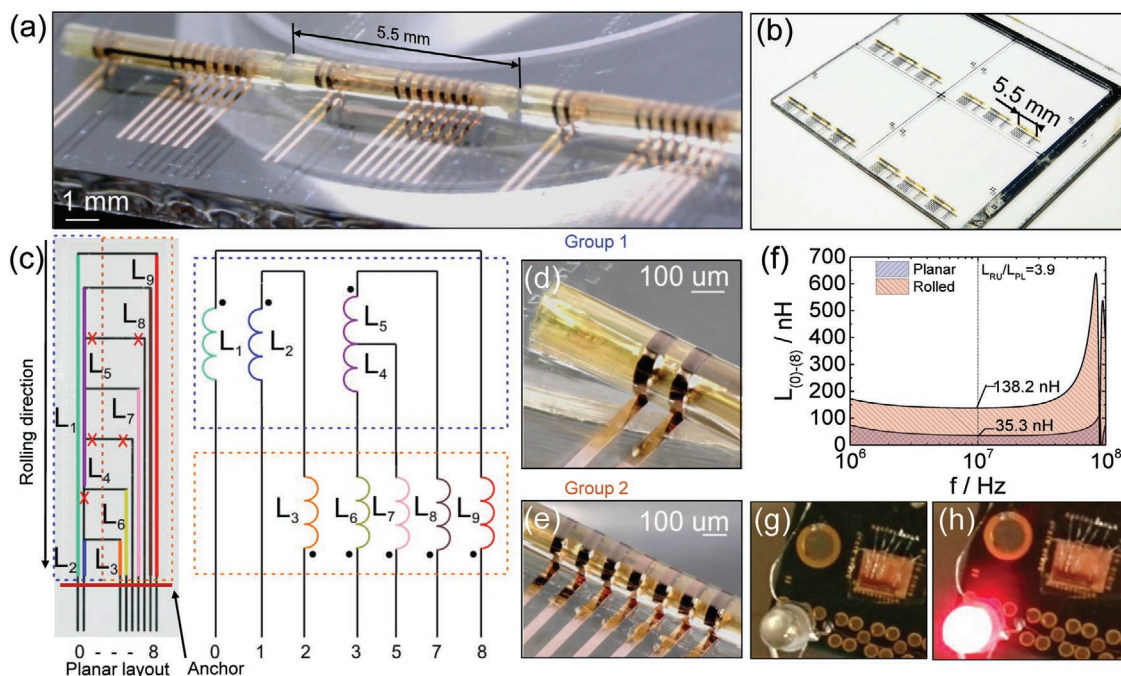 (a)
5.5 mm
1 mm
(b)
5.5 mm
(c)
Rolling direction
L9
L8
L5
L7
L1
L4
L6
L2
L3
0 - - - 8
Planar layout
Anchor
Group 1
L1
L2
L5
L4
Group 2
L3
L6
L7
L8
L9
0 1 2 3 5 7 8
(d)
100 um
(e)
100 um
(f)
700
600
500
400
300
200
100
0
L(0)-(8) / nH
Planar
Rolled
LRU/LPL=3.9
138.2 nH
35.3 nH
10^6 10^7 10^8
f / Hz
(g)
(h)